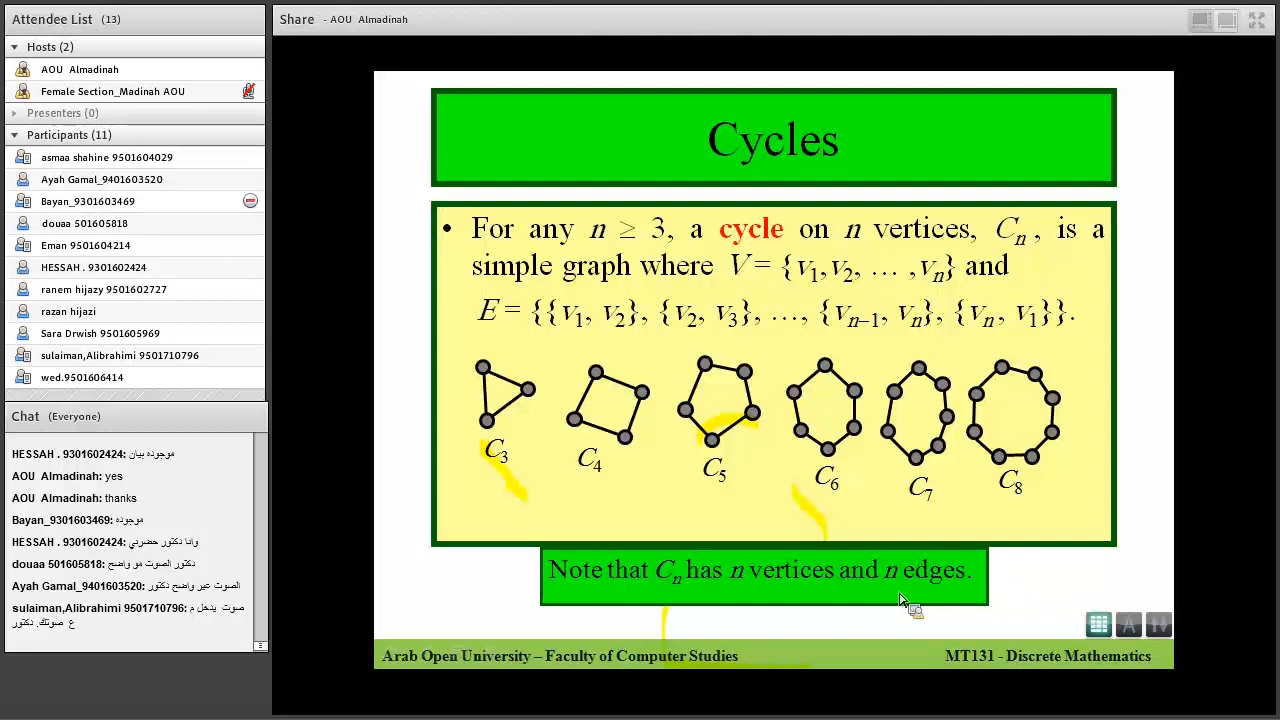 Attendee List (13)
Hosts (2)
AOU Almadinah
Female Section_Madinah AOU
Presenters (0)
Participants (11)
asmaa shahine 9501604029
Ayah Gamal_9401603520
Bayan_9301603469
douaa 501605818
Eman 9501604214
HESSAH . 9301602424
ranem hijazy 9501602727
razan hijazi
Sara Drwish 9501605969
sulaiman,Alibrahimi 9501710796
wed.9501606414
Chat (Everyone)
HESSAH . 9301602424: موجوده بيان
AOU Almadinah: yes
AOU Almadinah: thanks
Bayan_9301603469: موجوده
HESSAH . 9301602424: وانا دكتور حضرني
douaa 501605818: دكتور الصوت مو واضح
Ayah Gamal_9401603520: الصوت غير واضح دكتور
sulaiman,Alibrahimi 9501710796: صوت م
ع صوتك. دكتور
Share - AOU Almadinah
Cycles
• For any n ≥ 3, a cycle on n vertices, Cₙ, is a
simple graph where V = {v₁,v₂, … ,vₙ} and
E = {{v₁, v₂}, {v₂, v₃}, …, {vₙ₋₁, vₙ}, {vₙ, v₁}}.
C₃ C₄ C₅ C₆ C₇ C₈
Note that Cₙ has n vertices and n edges.
Arab Open University – Faculty of Computer Studies MT131 - Discrete Mathematics